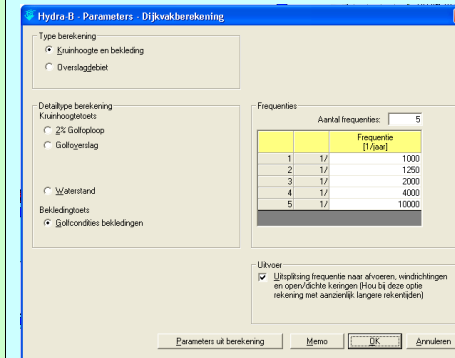 Hydra-B - Parameters - Dijkvakberekening
Type berekening
Kruinhoogte en bekleding
Overslagdebiet
Detailtype berekening
Kruinhoogtetoets
2% Golfoploop
Golfoverslag
Waterstand
Bekledingtoets
Golfcondities bekledingen
Frequenties
Aantal frequenties: 5
Frequentie
[1/jaar]
1 1/ 1000
2 1/ 1250
3 1/ 2000
4 1/ 4000
5 1/ 10000
Uitvoer
Uitsplitsing frequentie naar afvoeren, windrichtingen
en open/dichte keringen (Hou bij deze optie
rekening met aanzienlijk langere rekentijden)
Parameters uit berekening Memo OK Annuleren